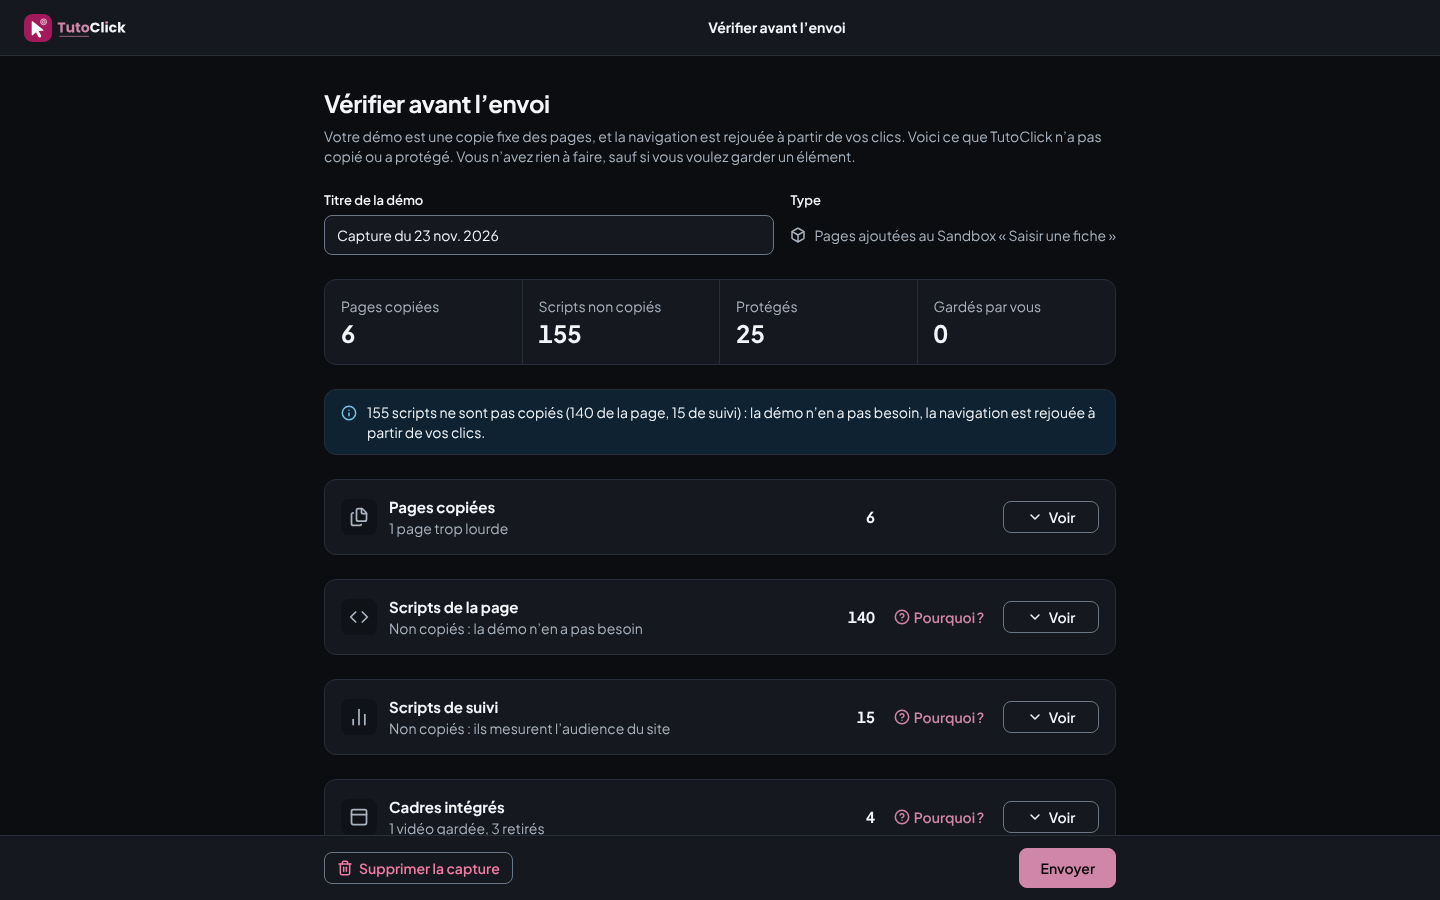 TutoClick
Vérifier avant l’envoi
Vérifier avant l’envoi
Votre démo est une copie fixe des pages, et la navigation est rejouée à partir de vos clics. Voici ce que TutoClick n’a pas
copié ou a protégé. Vous n’avez rien à faire, sauf si vous voulez garder un élément.
Titre de la démo
Type
Capture du 23 nov. 2026
Pages ajoutées au Sandbox « Saisir une fiche »
Pages copiées
Scripts non copiés
Protégés
Gardés par vous
6
155
25
0
155 scripts ne sont pas copiés (140 de la page, 15 de suivi) : la démo n’en a pas besoin, la navigation est rejouée à
partir de vos clics.
Pages copiées
1 page trop lourde
6
Voir
Scripts de la page
Non copiés : la démo n’en a pas besoin
140
Pourquoi ?
Voir
Scripts de suivi
Non copiés : ils mesurent l’audience du site
15
Pourquoi ?
Voir
Cadres intégrés
1 vidéo gardée, 3 retirés
4
Pourquoi ?
Voir
Supprimer la capture
Envoyer